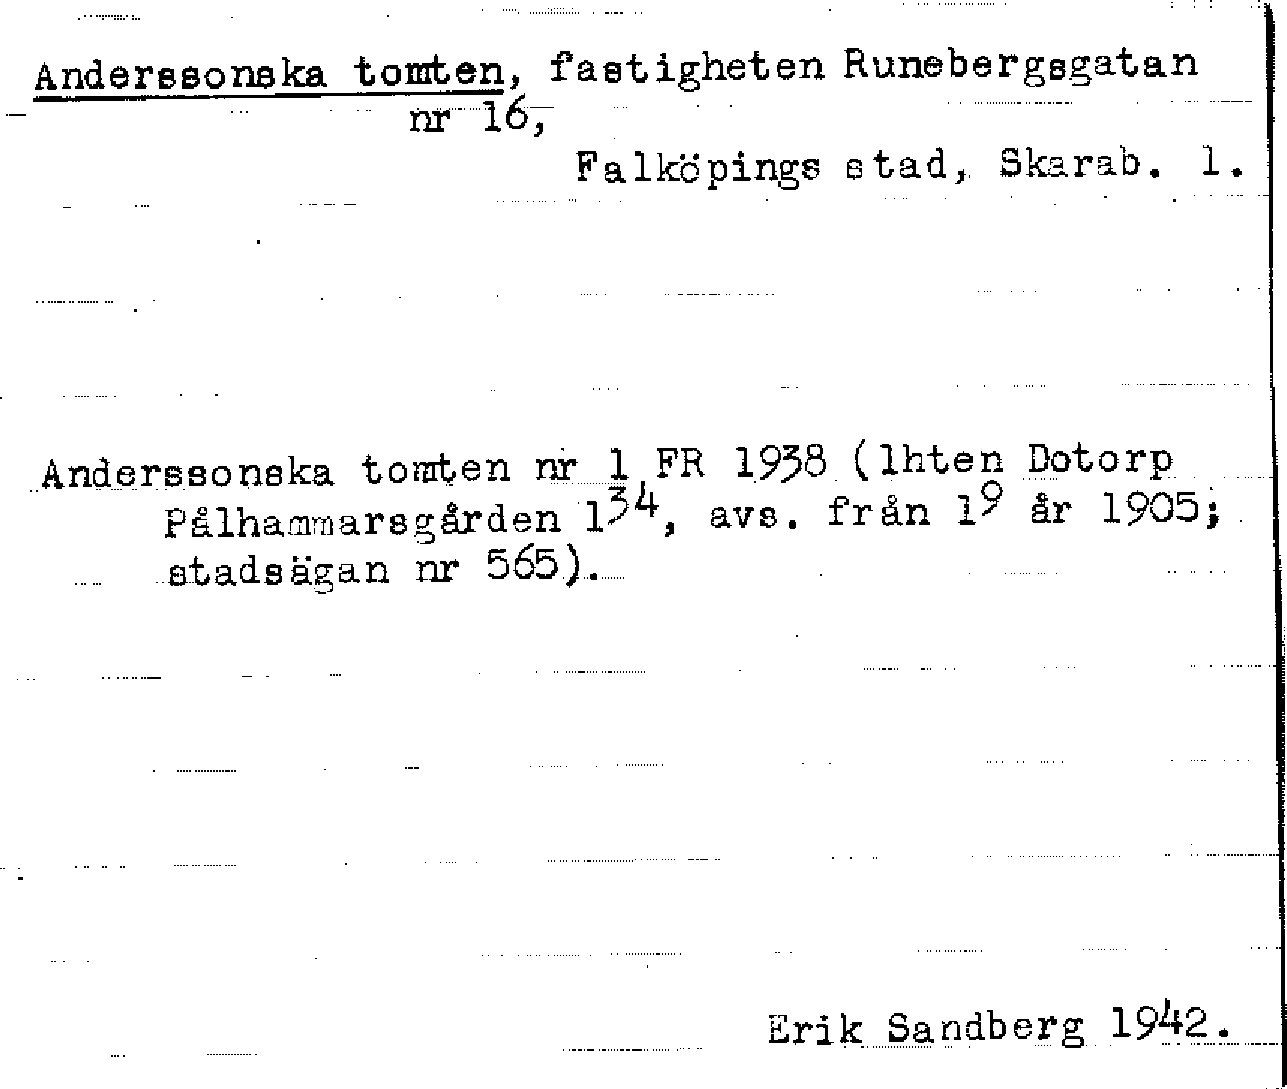 Anderssonska tomten, fastigheten Runebergsgatan
nr 16,
Falköpings stad, Skarab. l.
Anderssonska tomten nr 1 FR 1938 (lhten Dotorp
Pålhammarsgården 1³⁴, avs. från 1⁹ år 1905;
stadsägan nr 565).
Erik Sandberg 1942.